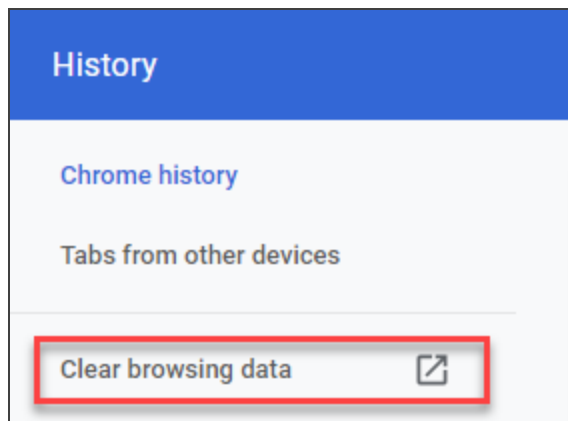 History
Chrome history
Tabs from other devices
Clear browsing data